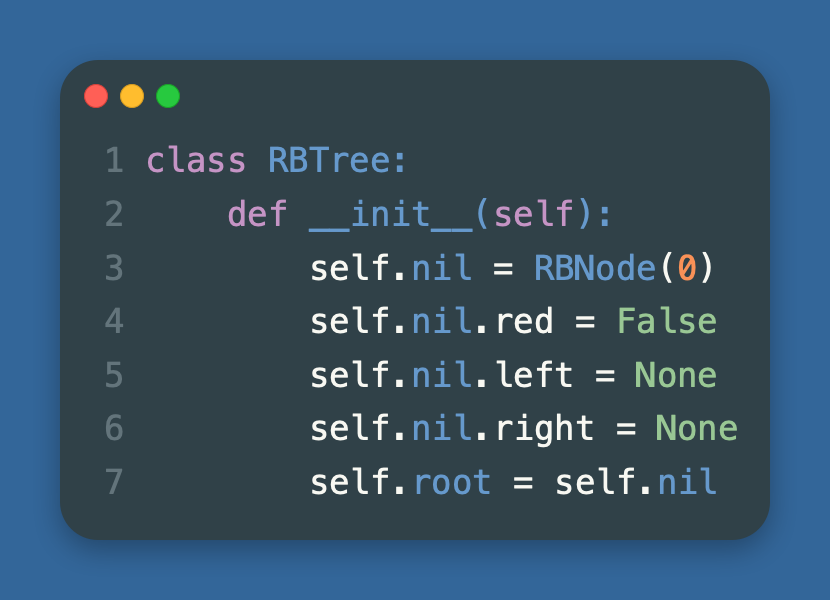 1 class RBTree:
2     def __init__(self):
3         self.nil = RBNode(0)
4         self.nil.red = False
5         self.nil.left = None
6         self.nil.right = None
7         self.root = self.nil